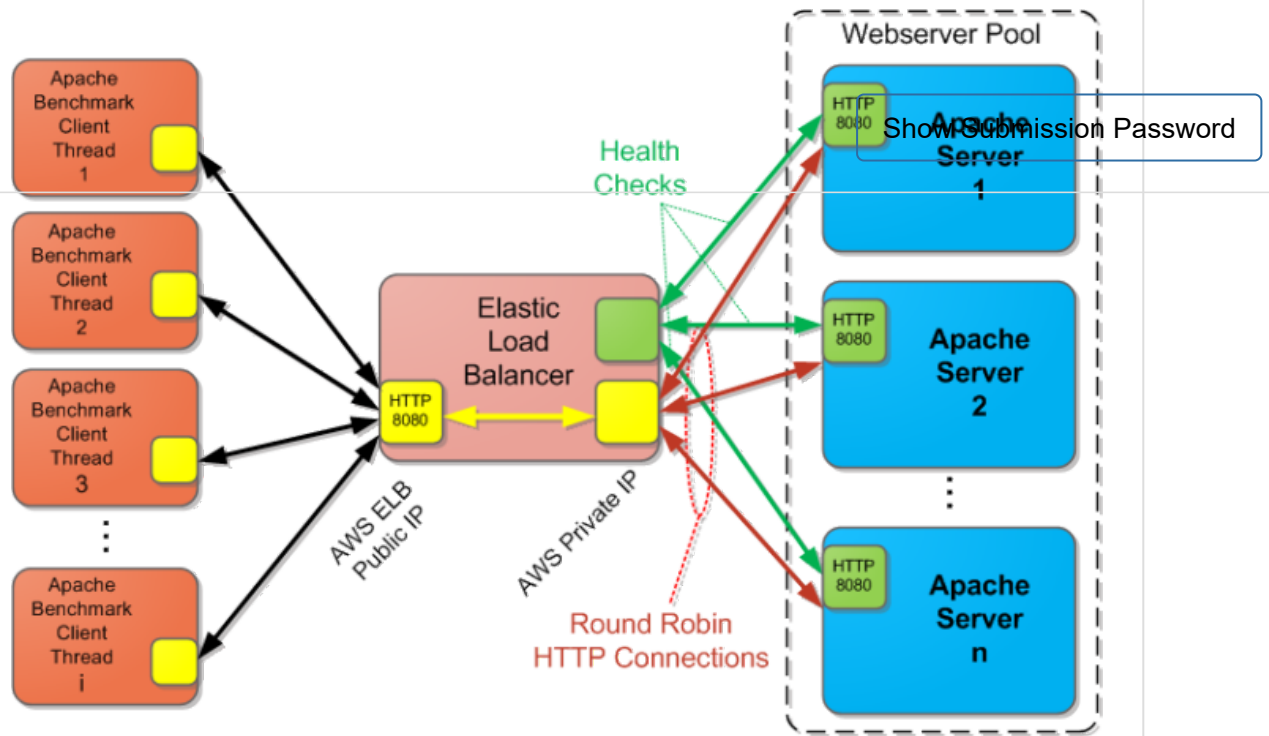 Webserver Pool
Apache
Benchmark
Client
Thread
1
HTTP
8080
Apache
Server
1
Show Submission Password
Health
Checks
Apache
Benchmark
Client
Thread
2
Elastic
Load
Balancer
HTTP
8080
Apache
Server
2
Apache
Benchmark
Client
Thread
3
HTTP
8080
AWS ELB
Public IP
AWS Private IP
Apache
Benchmark
Client
Thread
i
HTTP
8080
Apache
Server
n
Round Robin
HTTP Connections